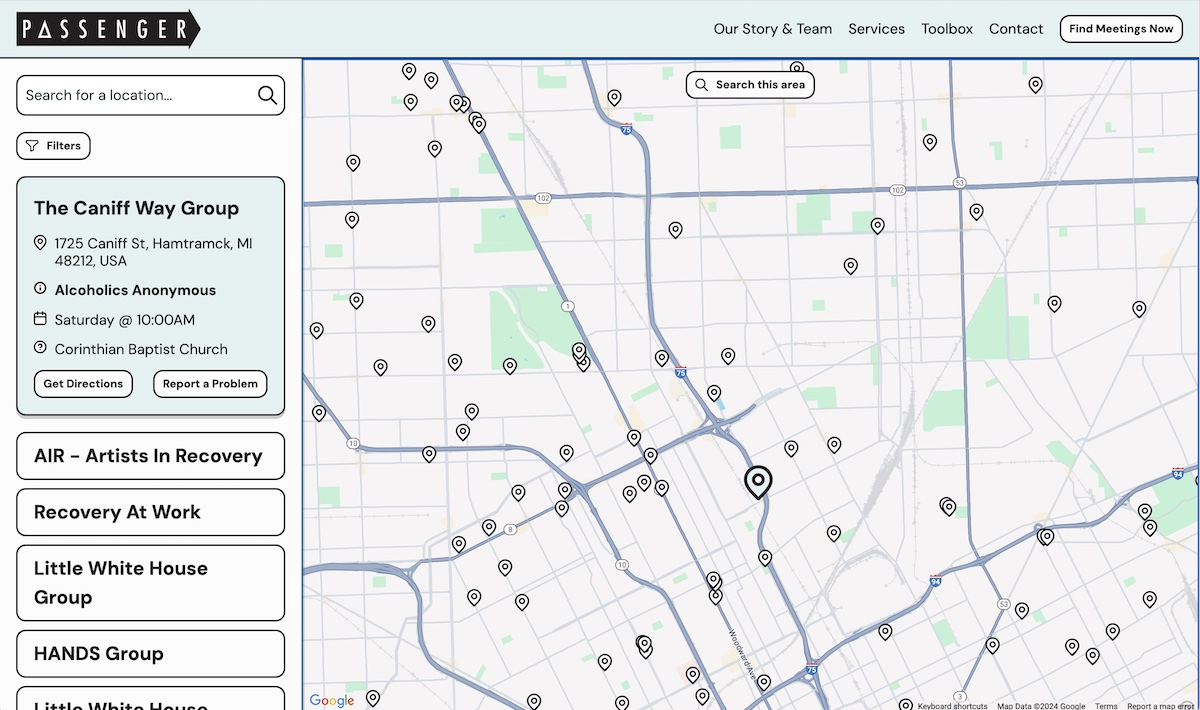 PASSENGER
Our Story & Team
Services
Toolbox
Contact
Find Meetings Now
Search for a location...
Filters
The Caniff Way Group
1725 Caniff St, Hamtramck, MI
48212, USA
Alcoholics Anonymous
Saturday @ 10:00AM
Corinthian Baptist Church
Get Directions
Report a Problem
AIR - Artists In Recovery
Recovery At Work
Little White House
Group
HANDS Group
Little White House
Search this area
75
102
102
53
1
75
10
94
8
10
94
53
Woodward Ave
75
3
Google
Keyboard shortcuts
Map Data ©2024 Google
Terms
Report a map error